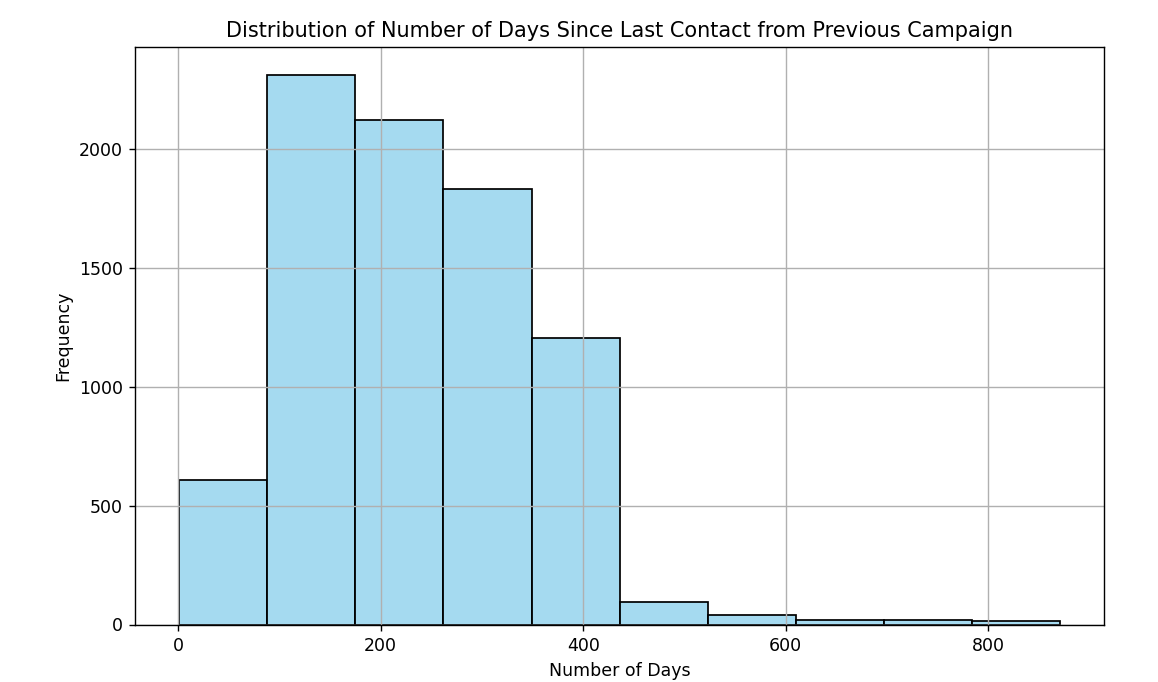 Distribution of Number of Days Since Last Contact from Previous Campaign
2000
1500
1000
500
0
Frequency
0 200 400 600 800
Number of Days